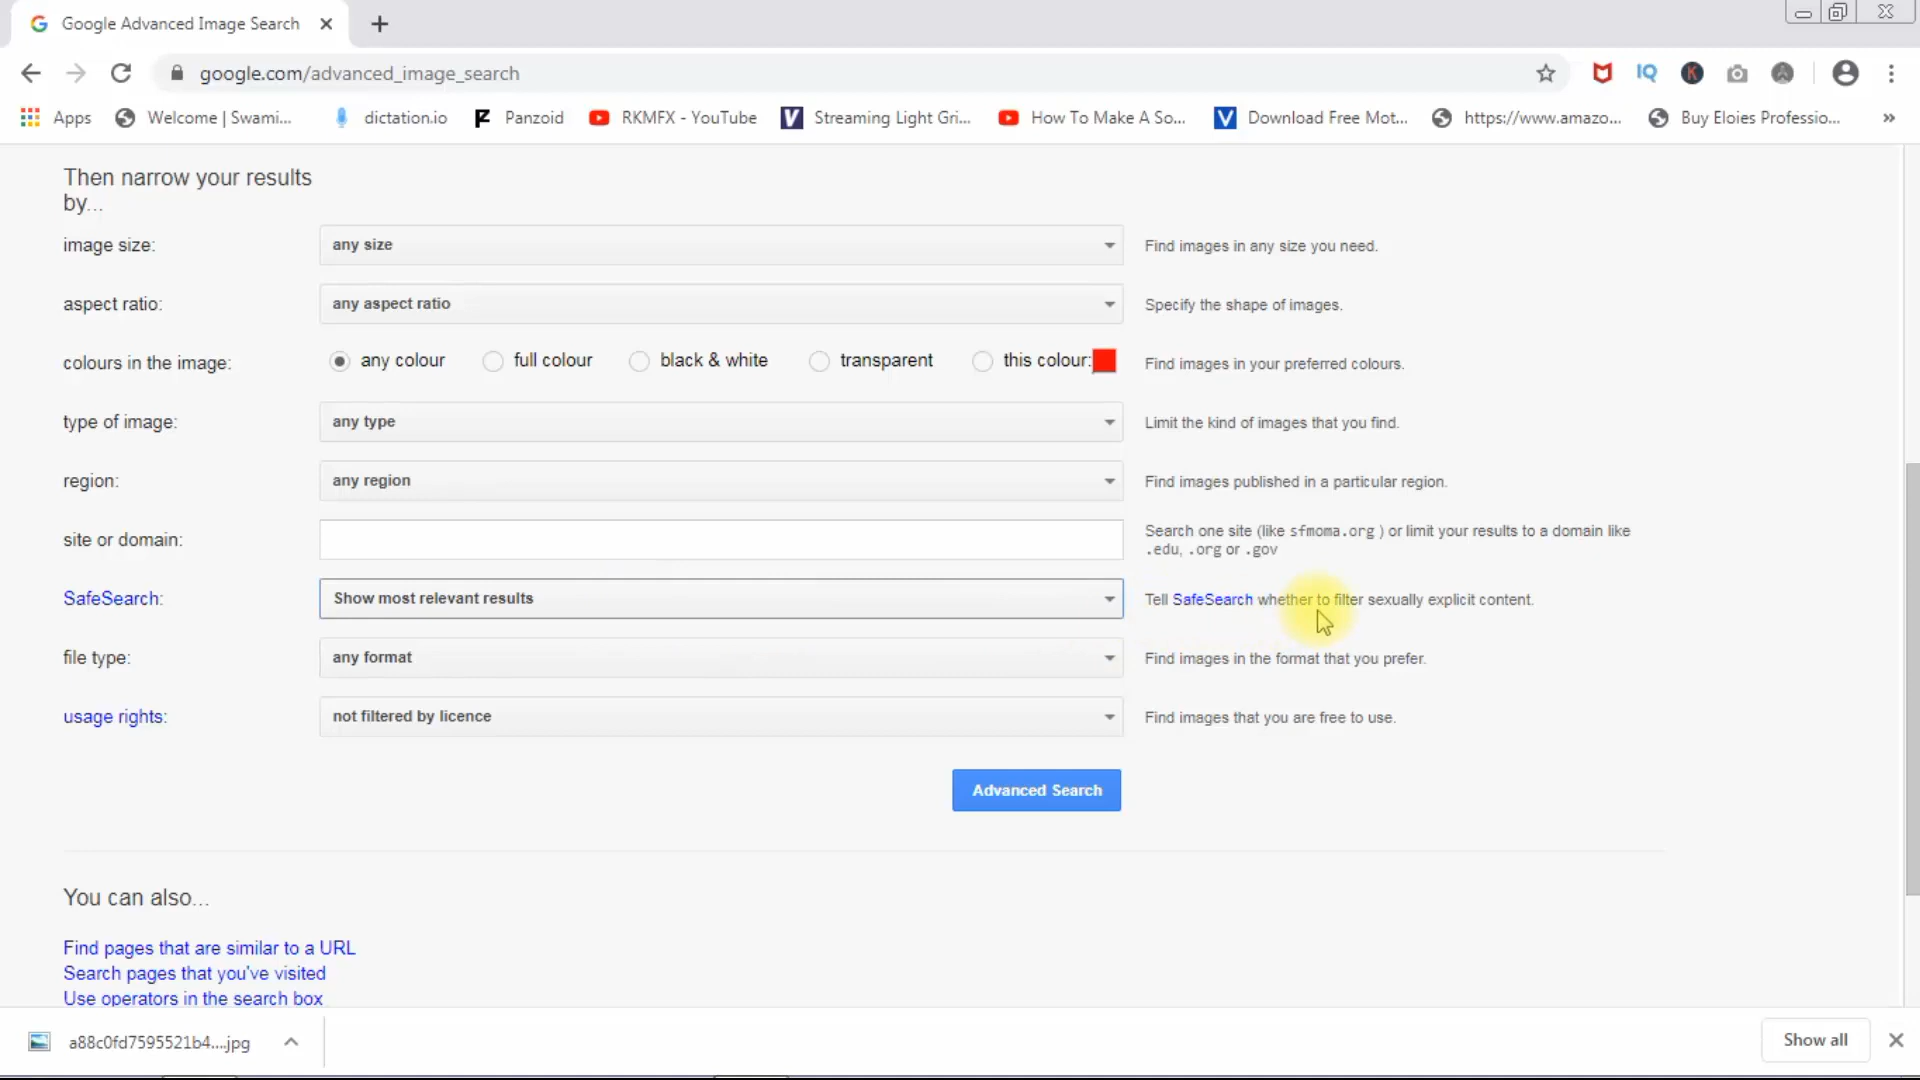 Google Advanced Image Search
google.com/advanced_image_search
IQ
K
Apps
Welcome | Swami...
dictation.io
Panzoid
RKMFX - YouTube
V
Streaming Light Gri...
How To Make A So...
V
Download Free Mot...
https://www.amazo...
Buy Eloies Professio...
»
Then narrow your results
by...
image size:
any size
Find images in any size you need.
aspect ratio:
any aspect ratio
Specify the shape of images.
colours in the image:
any colour
full colour
black & white
transparent
this colour:
Find images in your preferred colours.
type of image:
any type
Limit the kind of images that you find.
region:
any region
Find images published in a particular region.
site or domain:
Search one site (like sfmoma.org ) or limit your results to a domain like
.edu, .org or .gov
SafeSearch:
Show most relevant results
Tell SafeSearch whether to filter sexually explicit content.
file type:
any format
Find images in the format that you prefer.
usage rights:
not filtered by licence
Find images that you are free to use.
Advanced Search
You can also...
Find pages that are similar to a URL
Search pages that you've visited
Use operators in the search box
a88c0fd7595521b4....jpg
Show all